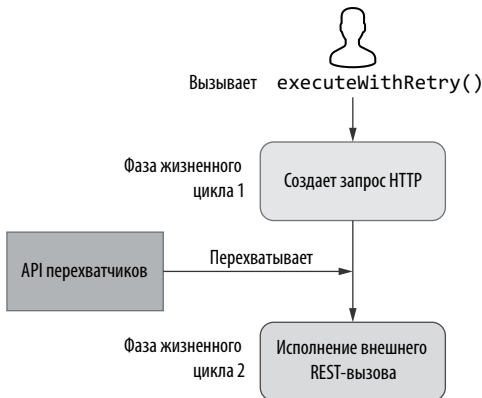 Вызывает executeWithRetry()
Фаза жизненного
цикла 1
Создает запрос HTTP
API перехватчиков
Перехватывает
Фаза жизненного
цикла 2
Исполнение внешнего
REST-вызова